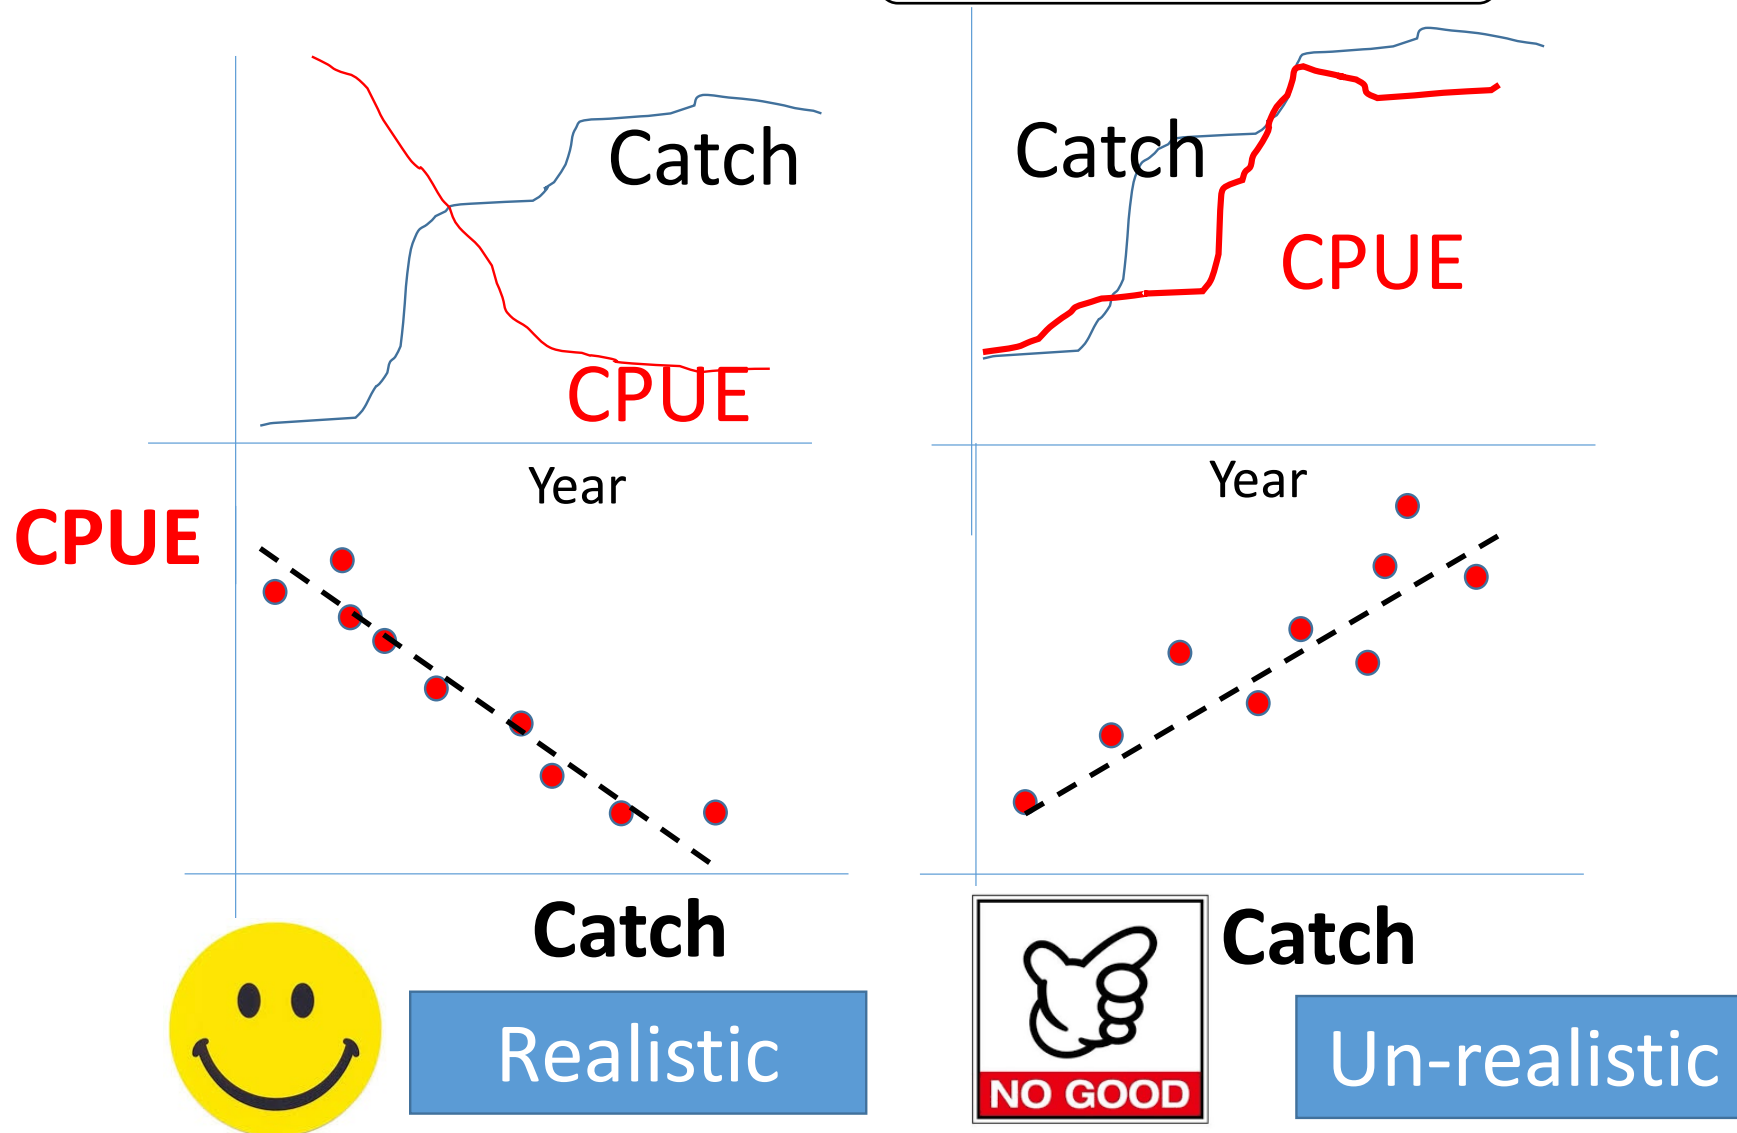 Catch
CPUE
Year
Catch
CPUE
Year
CPUE
Catch
Realistic
Catch
NO GOOD
Un-realistic